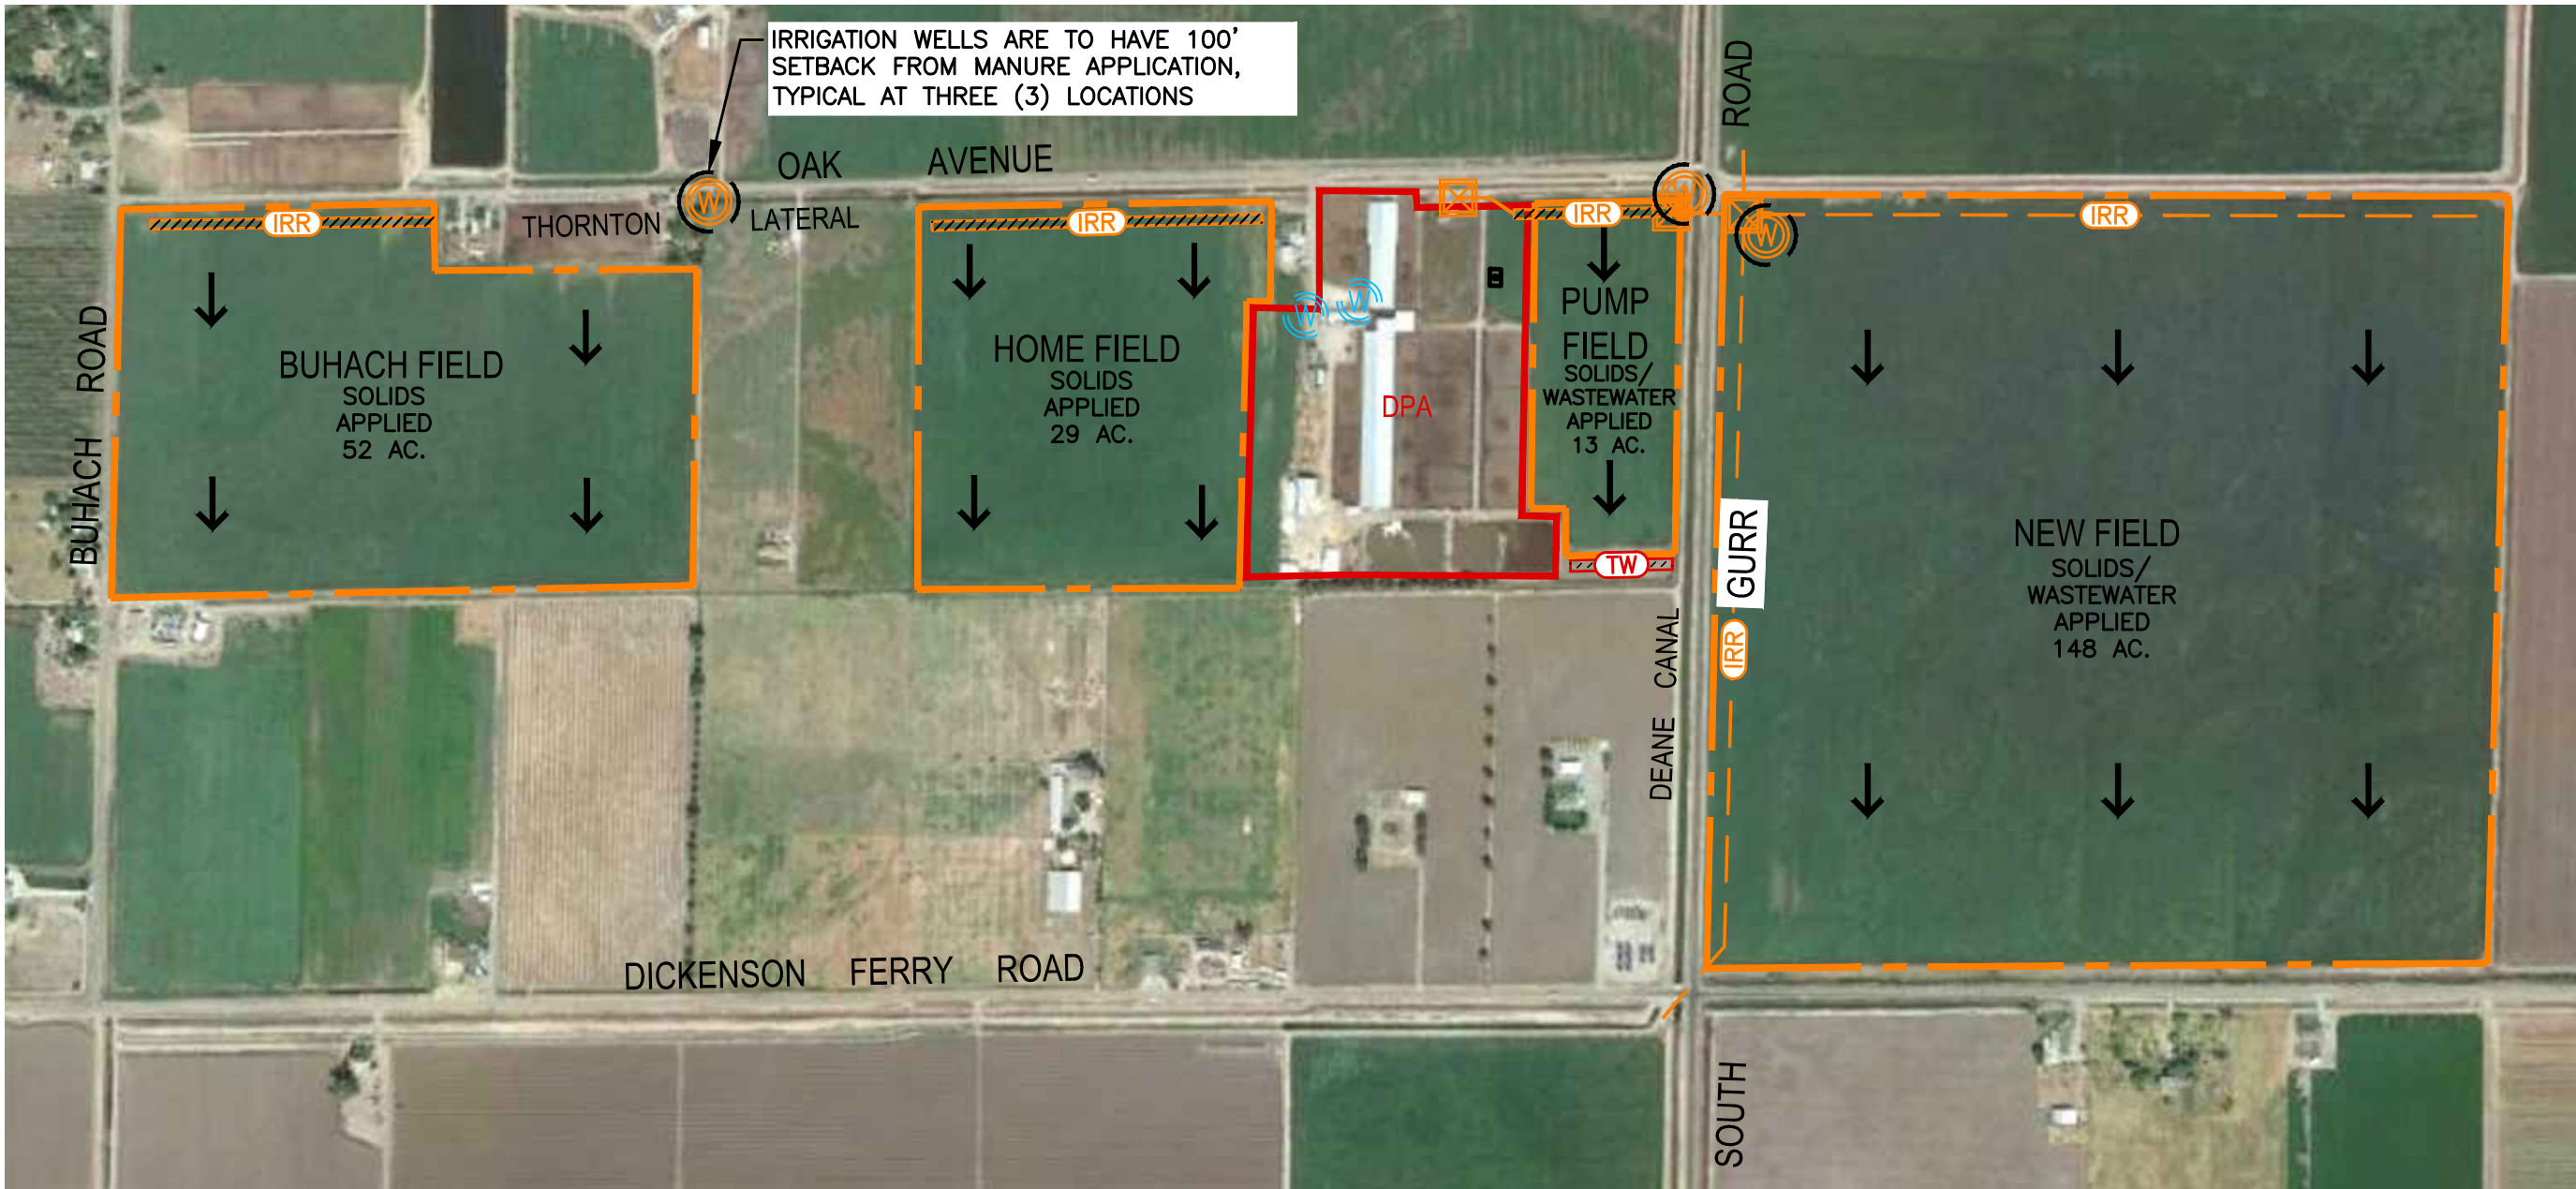 IRRIGATION WELLS ARE TO HAVE 100'
SETBACK FROM MANURE APPLICATION,
TYPICAL AT THREE (3) LOCATIONS
OAK AVENUE
THORNTON LATERAL
W
W
W
IRR
IRR
IRR
IRR
IRR
W
W
BUHACH ROAD
BUHACH FIELD
SOLIDS
APPLIED
52 AC.
HOME FIELD
SOLIDS
APPLIED
29 AC.
DPA
PUMP
FIELD
SOLIDS/
WASTEWATER
APPLIED
13 AC.
TW
DEANE CANAL
SOUTH GURR ROAD
NEW FIELD
SOLIDS/
WASTEWATER
APPLIED
148 AC.
DICKENSON FERRY ROAD